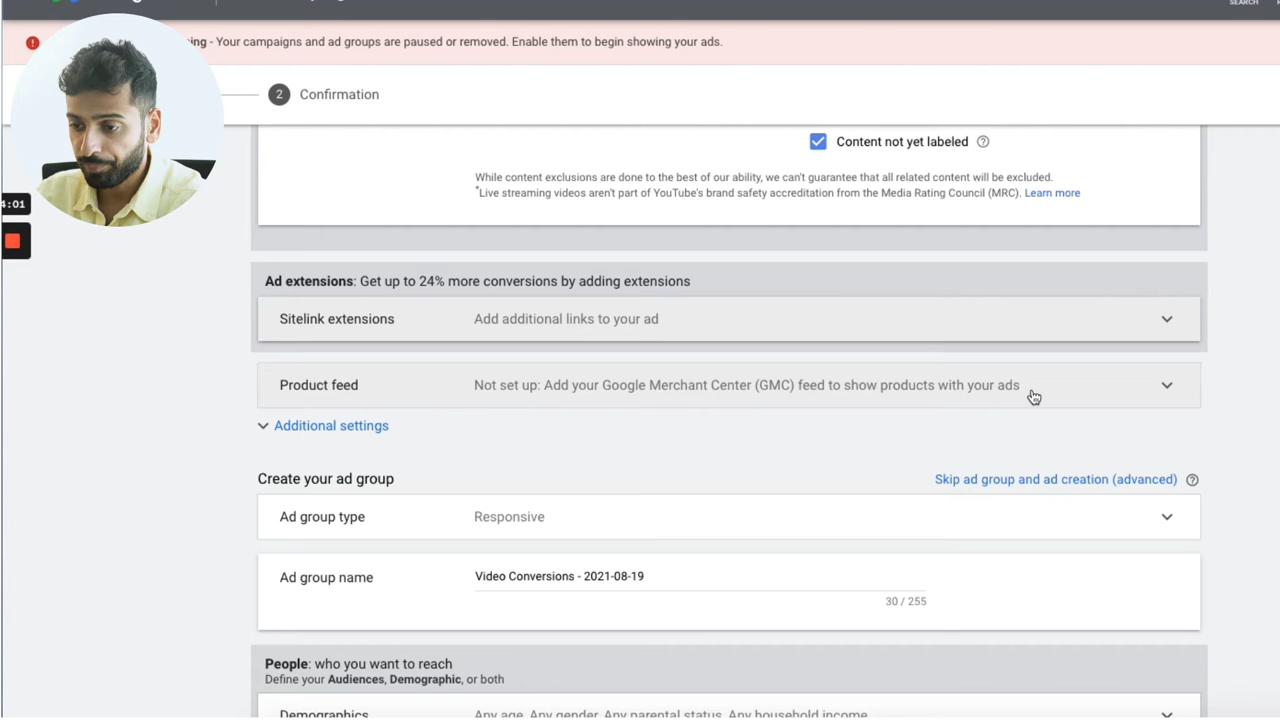 SEARCH
- Your campaigns and ad groups are paused or removed. Enable them to begin showing your ads.
2 Confirmation
Content not yet labeled
While content exclusions are done to the best of our ability, we can't guarantee that all related content will be excluded.
*Live streaming videos aren't part of YouTube's brand safety accreditation from the Media Rating Council (MRC). Learn more
4:01
Ad extensions: Get up to 24% more conversions by adding extensions
Sitelink extensions Add additional links to your ad
Product feed Not set up: Add your Google Merchant Center (GMC) feed to show products with your ads
Additional settings
Create your ad group Skip ad group and ad creation (advanced)
Ad group type Responsive
Ad group name Video Conversions - 2021-08-19
30 / 255
People: who you want to reach
Define your Audiences, Demographic, or both
Demographics Any age, Any gender, Any parental status, Any household income